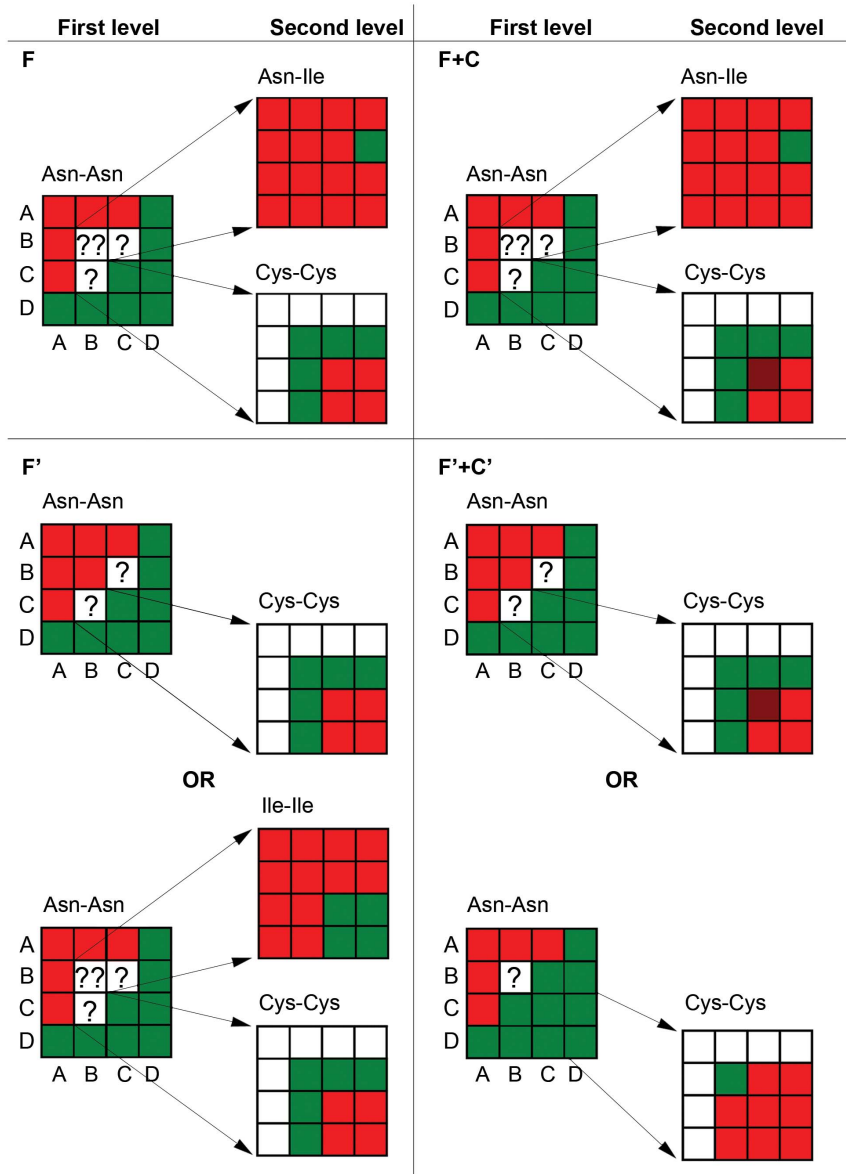 First level Second level First level Second level
F
F+C
Asn-Ile
Asn-Ile
Asn-Asn
Asn-Asn
A
B ?? ?
C ?
D
A B C D
A
B ?? ?
C ?
D
A B C D
Cys-Cys
Cys-Cys
F'
F'+C'
Asn-Asn
Asn-Asn
A
B ?
C ?
D
A B C D
A
B ?
C ?
D
A B C D
Cys-Cys
Cys-Cys
OR
OR
Ile-Ile
Asn-Asn
Asn-Asn
A
B ?? ?
C ?
D
A B C D
A
B ?
C
D
A B C D
Cys-Cys
Cys-Cys